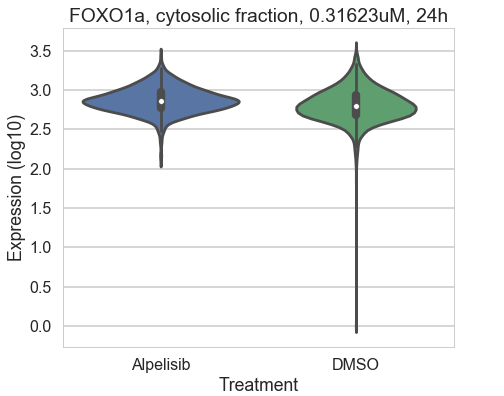 FOXO1a, cytosolic fraction, 0.31623uM, 24h
Expression (log10)
3.5
3.0
2.5
2.0
1.5
1.0
0.5
0.0
Alpelisib
DMSO
Treatment